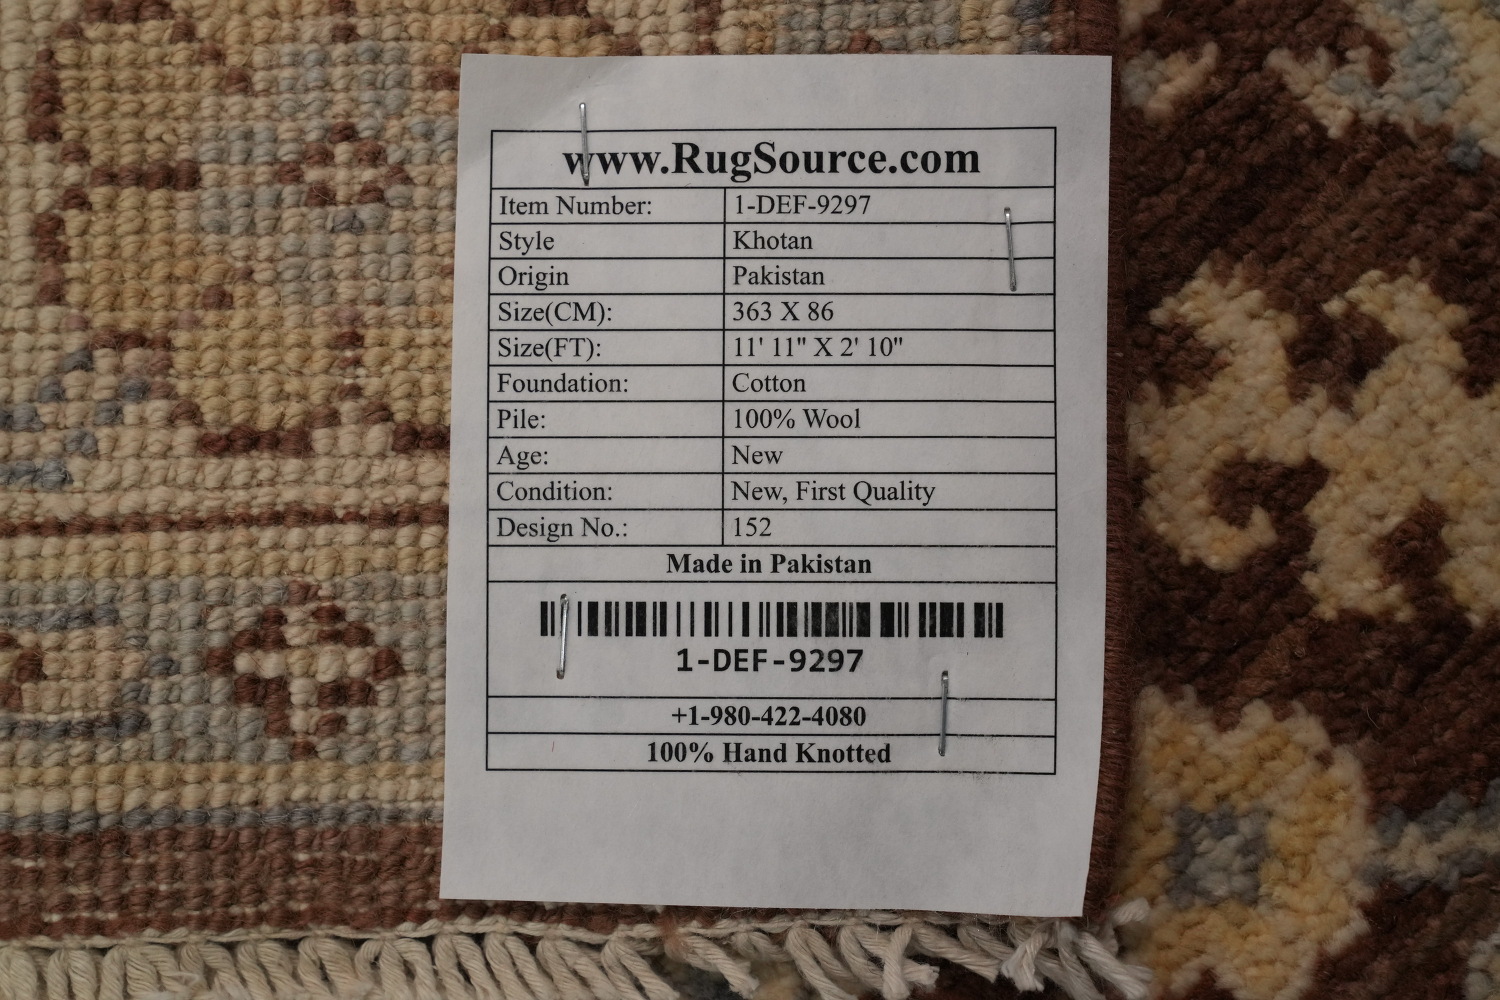 www.RugSource.com
Item Number: 1-DEF-9297
Style Khotan
Origin Pakistan
Size(CM): 363 X 86
Size(FT): 11' 11" X 2' 10"
Foundation: Cotton
Pile: 100% Wool
Age: New
Condition: New, First Quality
Design No.: 152
Made in Pakistan
1-DEF-9297
+1-980-422-4080
100% Hand Knotted